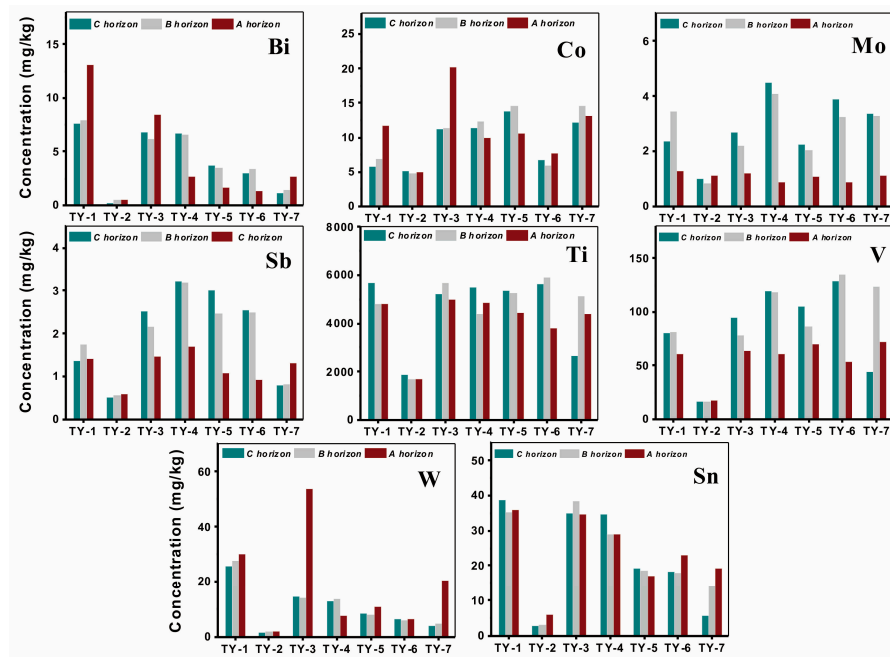 C horizon B horizon A horizon
Bi
Concentration (mg/kg)
15
10
5
0
TY-1 TY-2 TY-3 TY-4 TY-5 TY-6 TY-7
C horizon B horizon A horizon
Co
25
20
15
10
5
0
TY-1 TY-2 TY-3 TY-4 TY-5 TY-6 TY-7
C horizon B horizon A horizon
Mo
6
4
2
0
TY-1 TY-2 TY-3 TY-4 TY-5 TY-6 TY-7
C horizon B horizon C horizon
Sb
Concentration (mg/kg)
4
3
2
1
0
TY-1 TY-2 TY-3 TY-4 TY-5 TY-6 TY-7
C horizon B horizon A horizon
Ti
8000
6000
4000
2000
0
TY-1 TY-2 TY-3 TY-4 TY-5 TY-6 TY-7
C horizon B horizon A horizon
V
150
100
50
0
TY-1 TY-2 TY-3 TY-4 TY-5 TY-6 TY-7
C horizon B horizon A horizon
W
Concentration (mg/kg)
60
40
20
0
TY-1 TY-2 TY-3 TY-4 TY-5 TY-6 TY-7
C horizon B horizon A horizon
Sn
50
40
30
20
10
0
TY-1 TY-2 TY-3 TY-4 TY-5 TY-6 TY-7